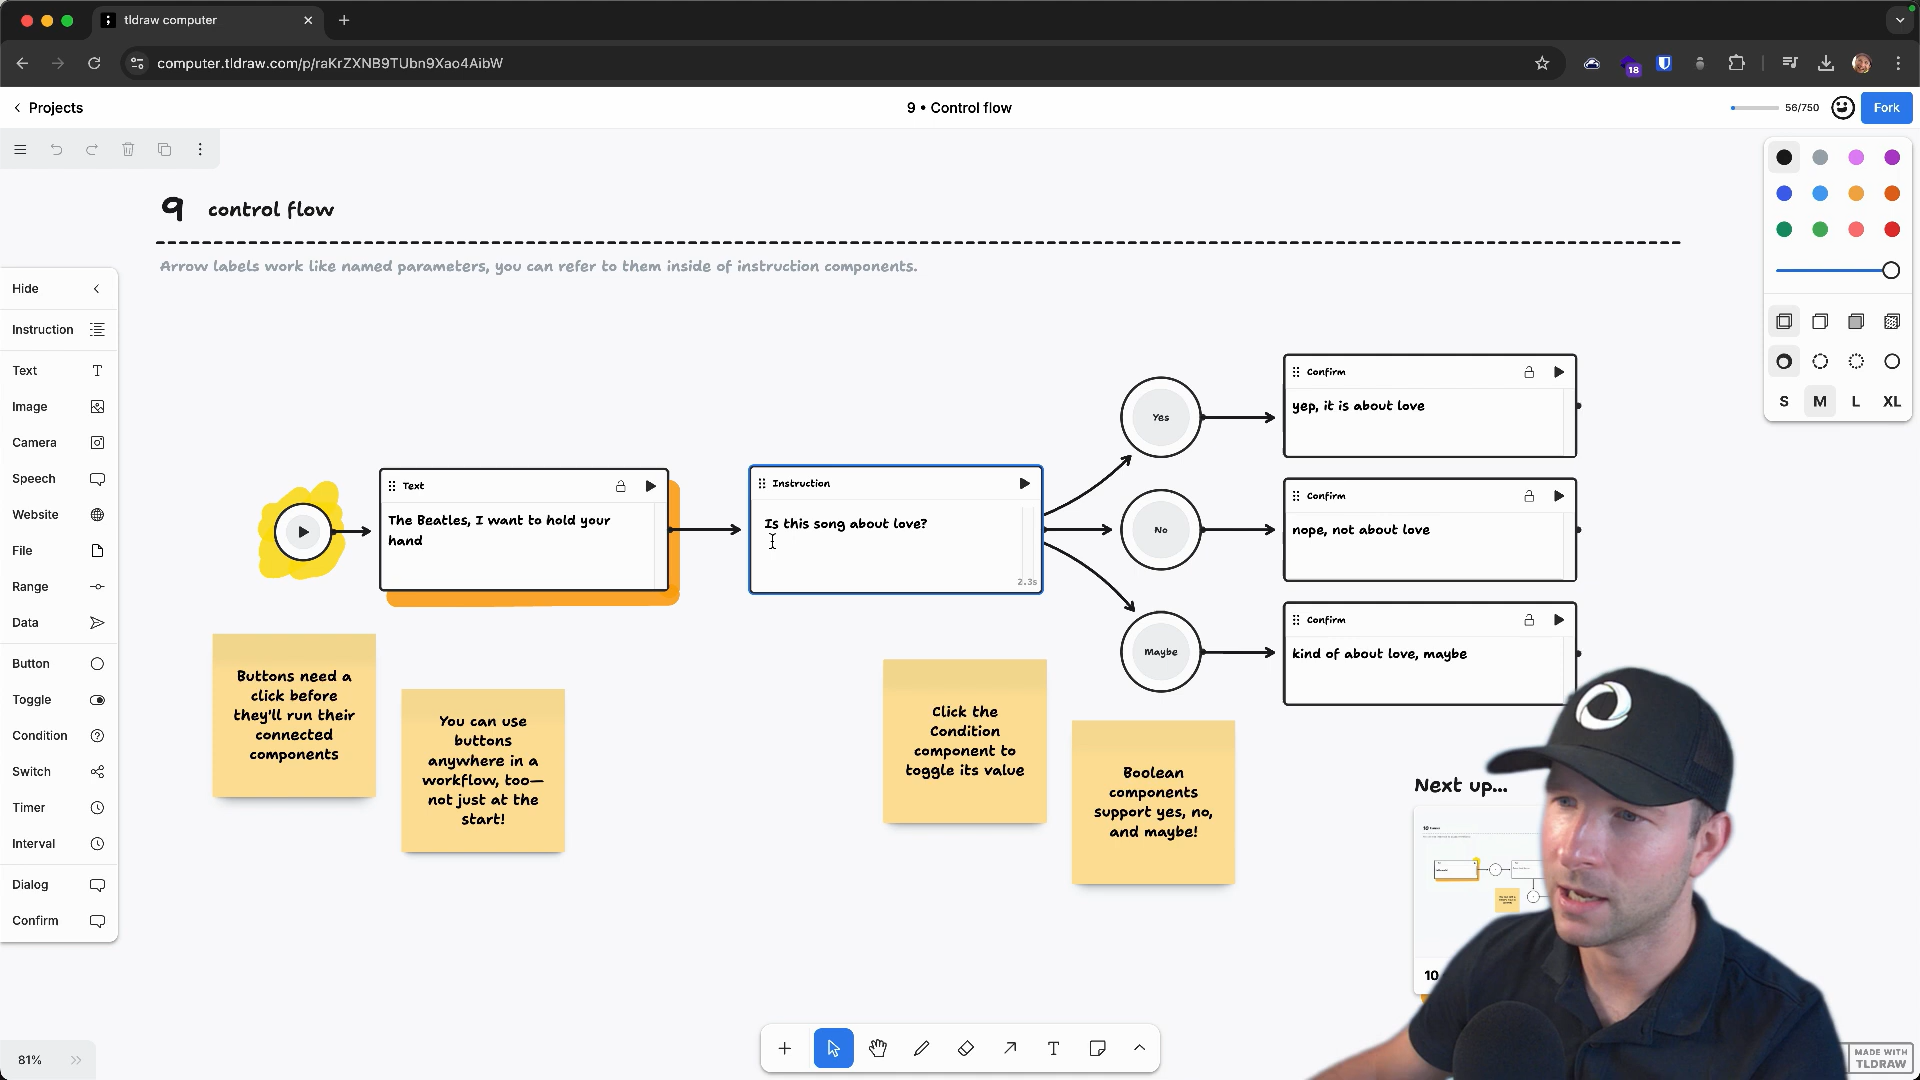 tldraw computer
computer.tldraw.com/p/raKrZXNB9TUbn9Xao4AibW
18
Projects
9 • Control flow
56/750
Fork
9 control flow
Arrow labels work like named parameters, you can refer to them inside of instruction components.
Hide
Instruction
Text
Image
Camera
Speech
Website
File
Range
Data
Button
Toggle
Condition
Switch
Timer
Interval
Dialog
Confirm
S M L XL
Text
The Beatles, I want to hold your
hand
Instruction
Is this song about love?
2.3s
Yes
No
Maybe
Confirm
yep, it is about love
Confirm
nope, not about love
Confirm
kind of about love, maybe
Buttons need a
click before
they'll run their
connected
components
You can use
buttons
anywhere in a
workflow, too—
not just at the
start!
Click the
Condition
component to
toggle its value
Boolean
components
support yes, no,
and maybe!
Next up...
10
81%
MADE WITH
TLDRAW